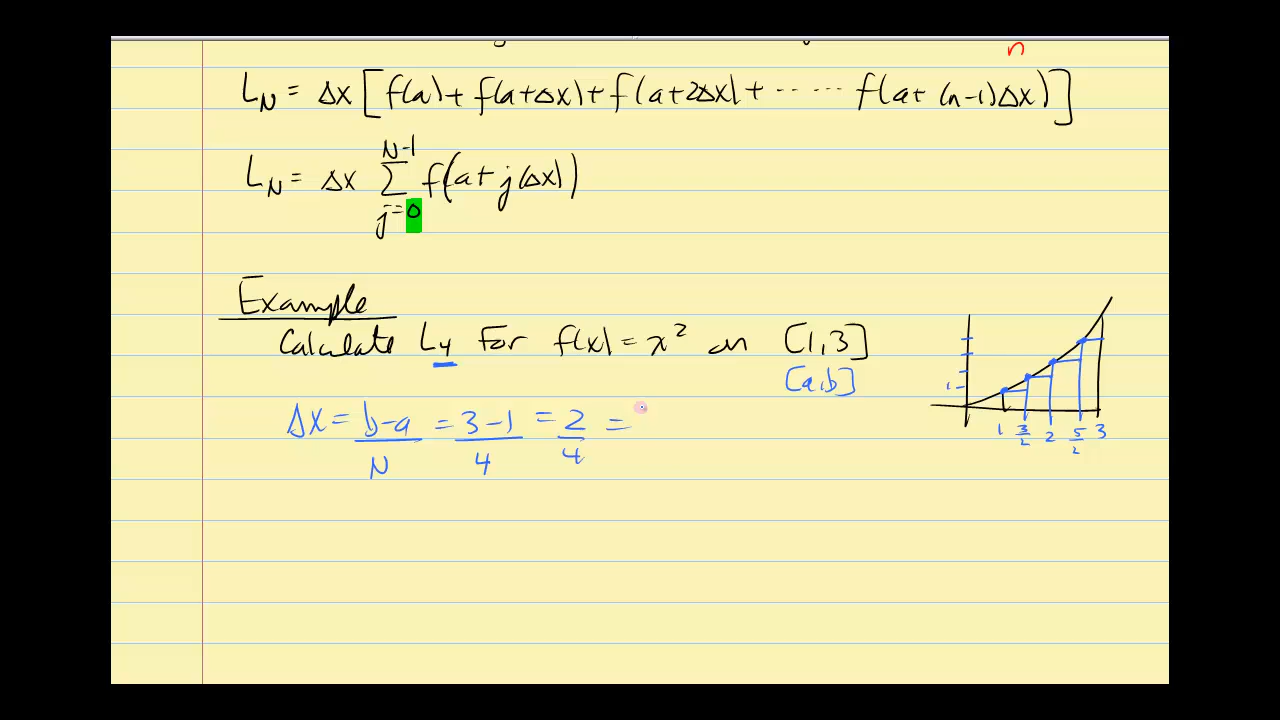 n
L_N = Δx [f(a) + f(a+Δx) + f(a+2Δx) + ······ f(a+(n-1)Δx)]
N-1
L_N = Δx Σ f(a+j(Δx))
j=0
Example
Calculate L_4 For f(x) = x² on [1,3]
[a,b]
Δx = b-a/N = 3-1/4 = 2/4 =
1
1 3/2 2 5/2 3